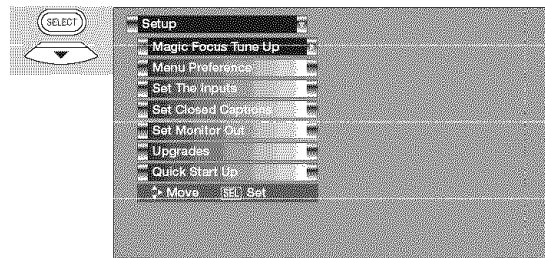 SELECT
Setup
Magic Focus Tune Up
Menu Preference
Set The Inputs
Set Closed Captions
Set Monitor Out
Upgrades
Quick Start Up
Move SEL Set